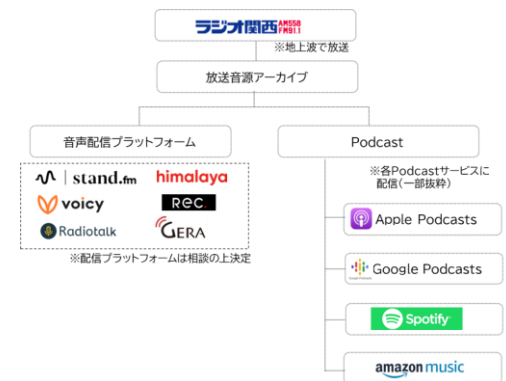 ラジオ関西 AM558 FM91.1
※地上波で放送
放送音源アーカイブ
音声配信プラットフォーム
Podcast
stand.fm
himalaya
voicy
REC.
Radiotalk
GERA
※配信プラットフォームは相談の上決定
※各Podcastサービスに
配信(一部抜粋)
Apple Podcasts
Google Podcasts
Google Podcasts
Spotify
amazon music